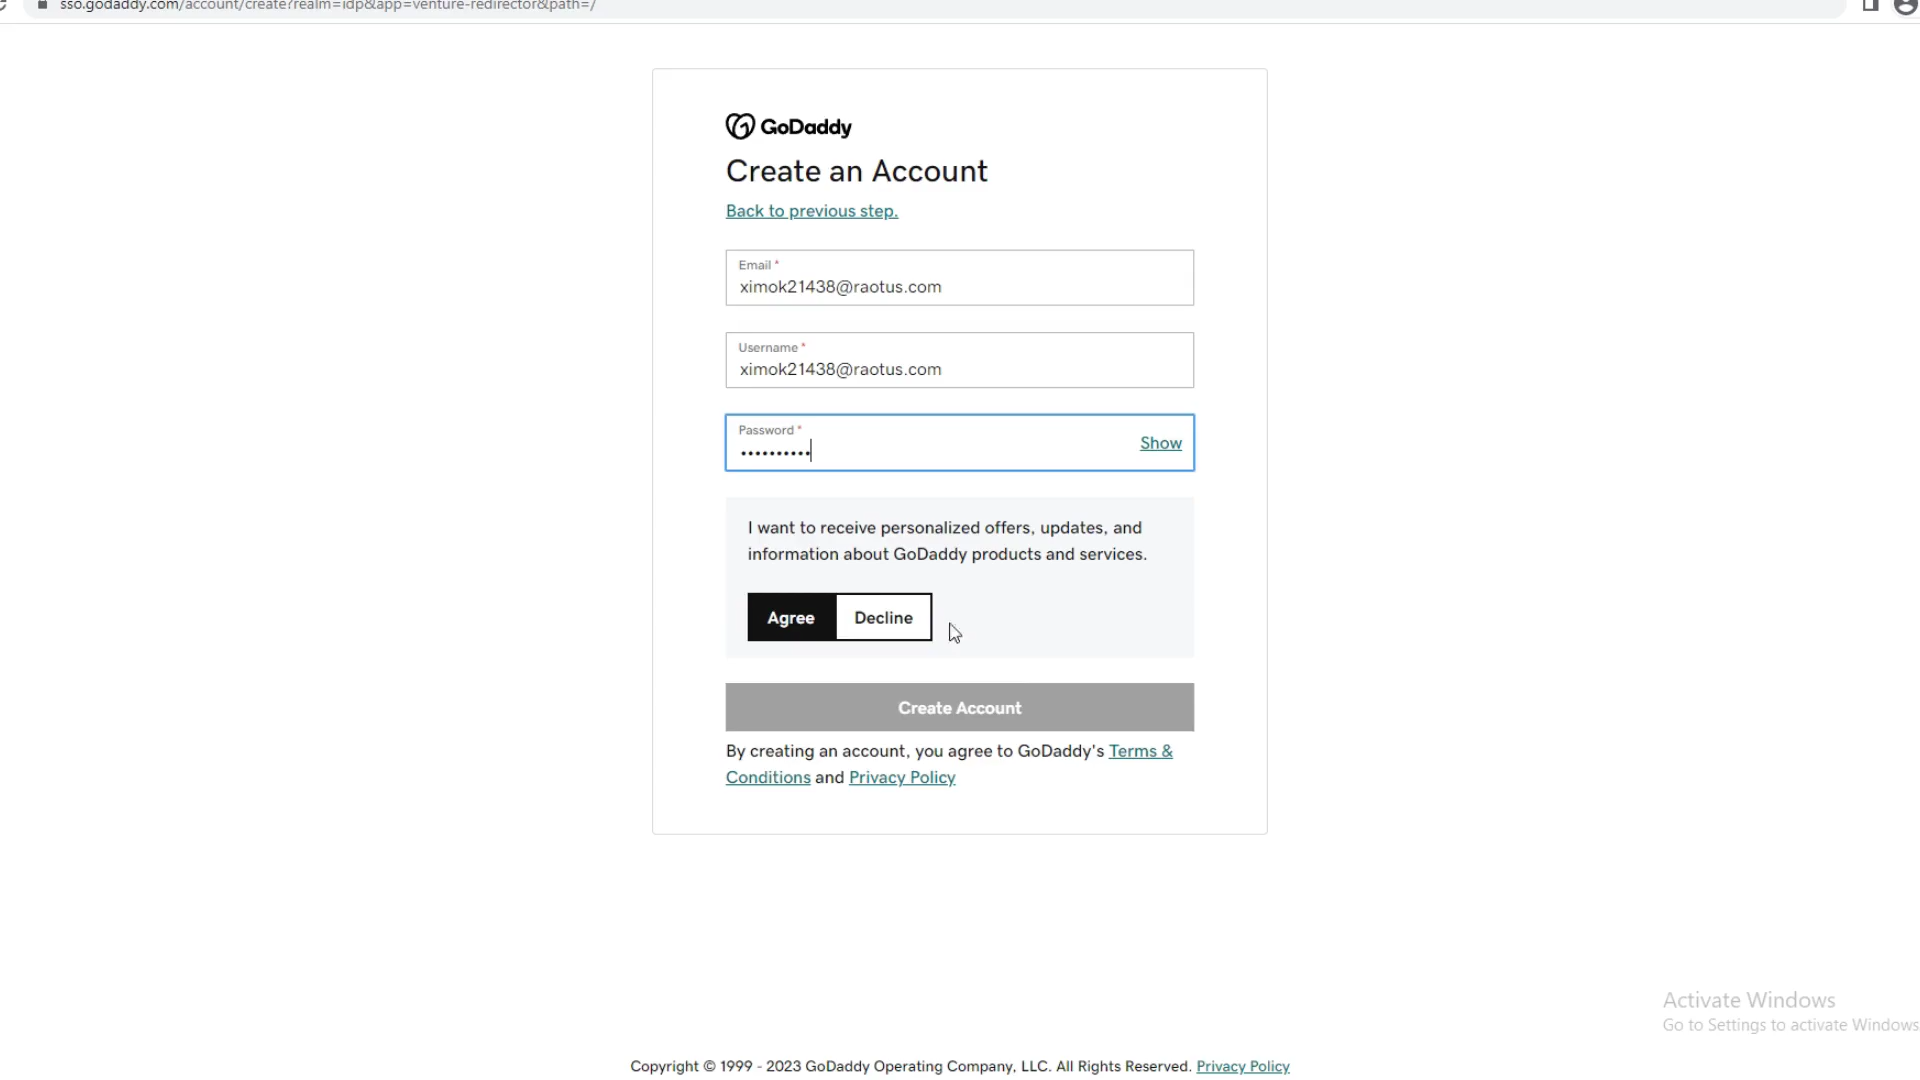 sso.godaddy.com/account/create?realm=idp&app=venture-redirector&path=/
GoDaddy
Create an Account
Back to previous step.
Email *
ximok21438@raotus.com
Username *
ximok21438@raotus.com
Password *
••••••••••
Show
I want to receive personalized offers, updates, and
information about GoDaddy products and services.
Agree
Decline
Create Account
By creating an account, you agree to GoDaddy's Terms &
Conditions and Privacy Policy
Activate Windows
Go to Settings to activate Windows
Copyright © 1999 - 2023 GoDaddy Operating Company, LLC. All Rights Reserved. Privacy Policy